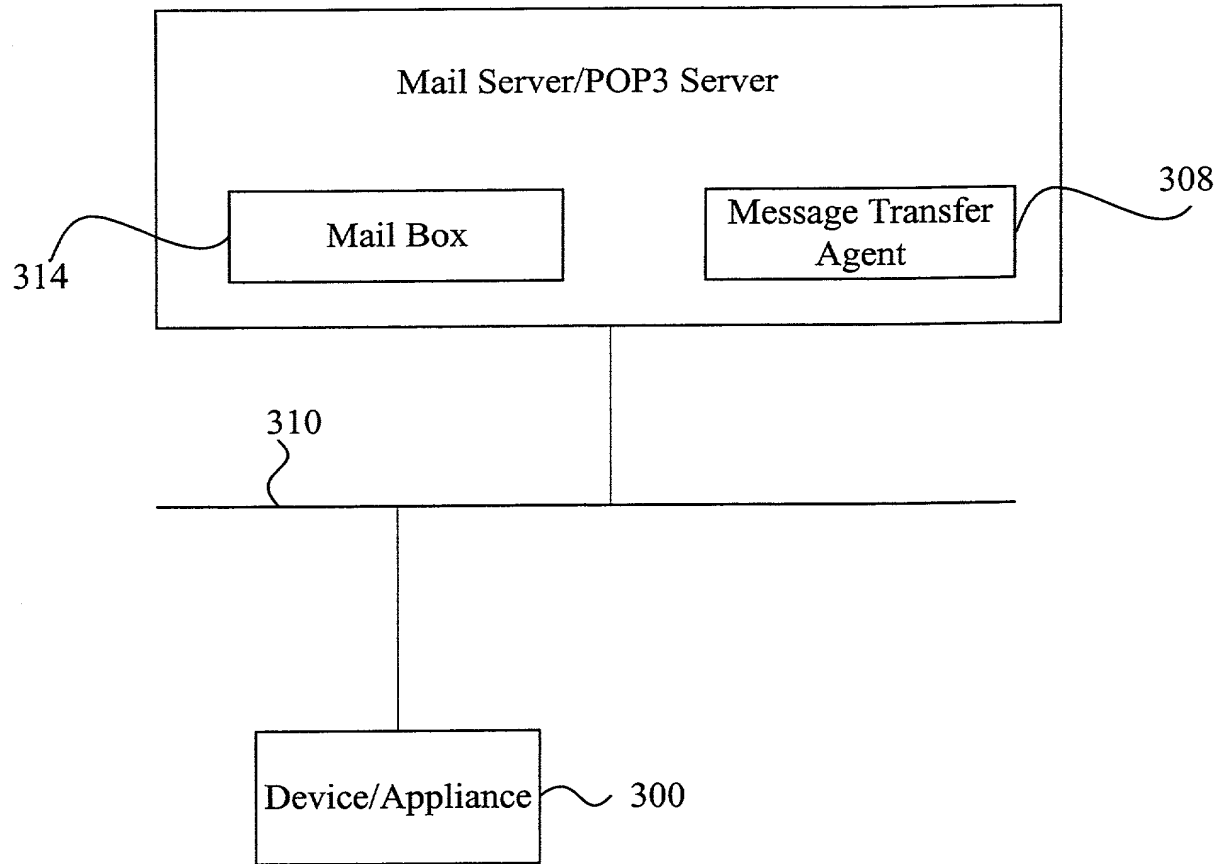 Mail Server/POP3 Server
308
Mail Box
Message Transfer
Agent
314
310
Device/Appliance
300